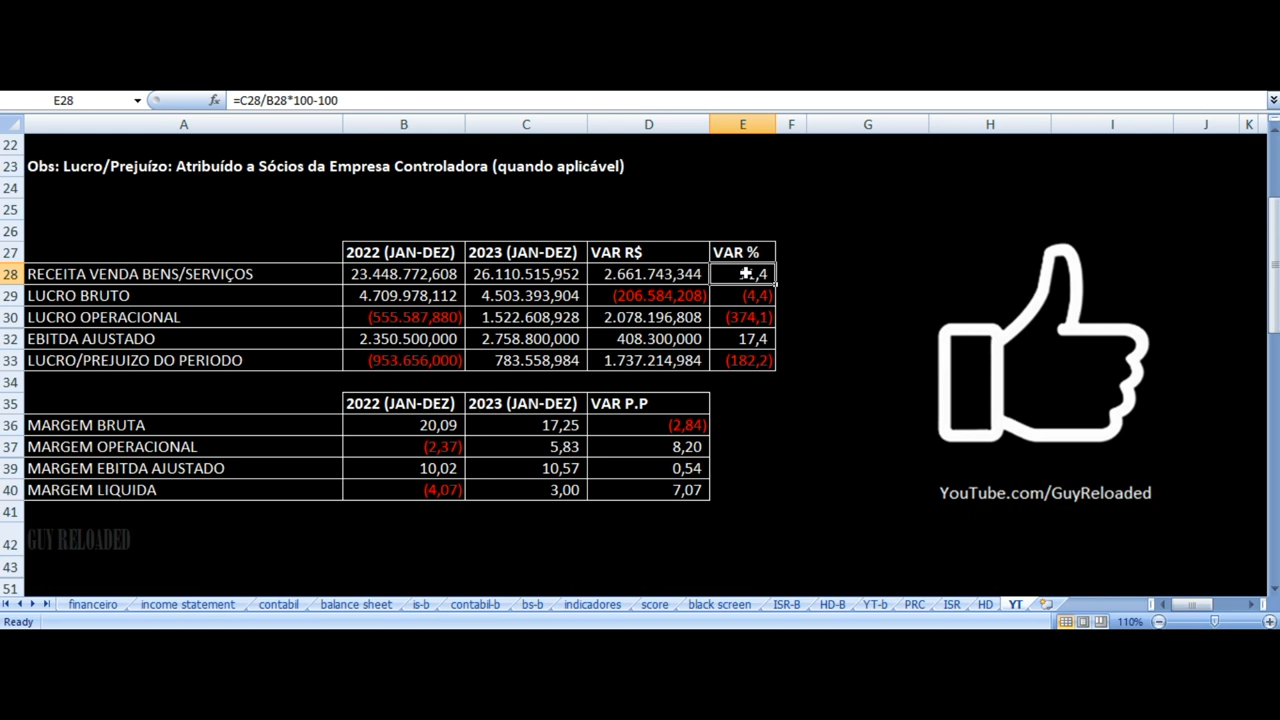 E28 fx =C28/B28*100-100
A B C D E F G H I J K
22
23 Obs: Lucro/Prejuízo: Atribuído a Sócios da Empresa Controladora (quando aplicável)
24
25
26
27 2022 (JAN-DEZ) 2023 (JAN-DEZ) VAR R$ VAR %
28 RECEITA VENDA BENS/SERVIÇOS 23.448.772,608 26.110.515,952 2.661.743,344
29 LUCRO BRUTO 4.709.978,112 4.503.393,904 (206.584,208) (4,4)
30 LUCRO OPERACIONAL (555.587,880) 1.522.608,928 2.078.196,808 (374,1)
32 EBITDA AJUSTADO 2.350.500,000 2.758.800,000 408.300,000 17,4
33 LUCRO/PREJUIZO DO PERIODO (953.656,000) 783.558,984 1.737.214,984 (182,2)
34
35 2022 (JAN-DEZ) 2023 (JAN-DEZ) VAR P.P
36 MARGEM BRUTA 20,09 17,25 (2,84)
37 MARGEM OPERACIONAL (2,37) 5,83 8,20
39 MARGEM EBITDA AJUSTADO 10,02 10,57 0,54
40 MARGEM LIQUIDA (4,07) 3,00 7,07
YouTube.com/GuyReloaded
41
42 GUY RELOADED
43
51
financeiro income statement contabil balance sheet is-b contabil-b bs-b indicadores score black screen ISR-B HD-B YT-b PRC ISR HD YT
Ready 110%